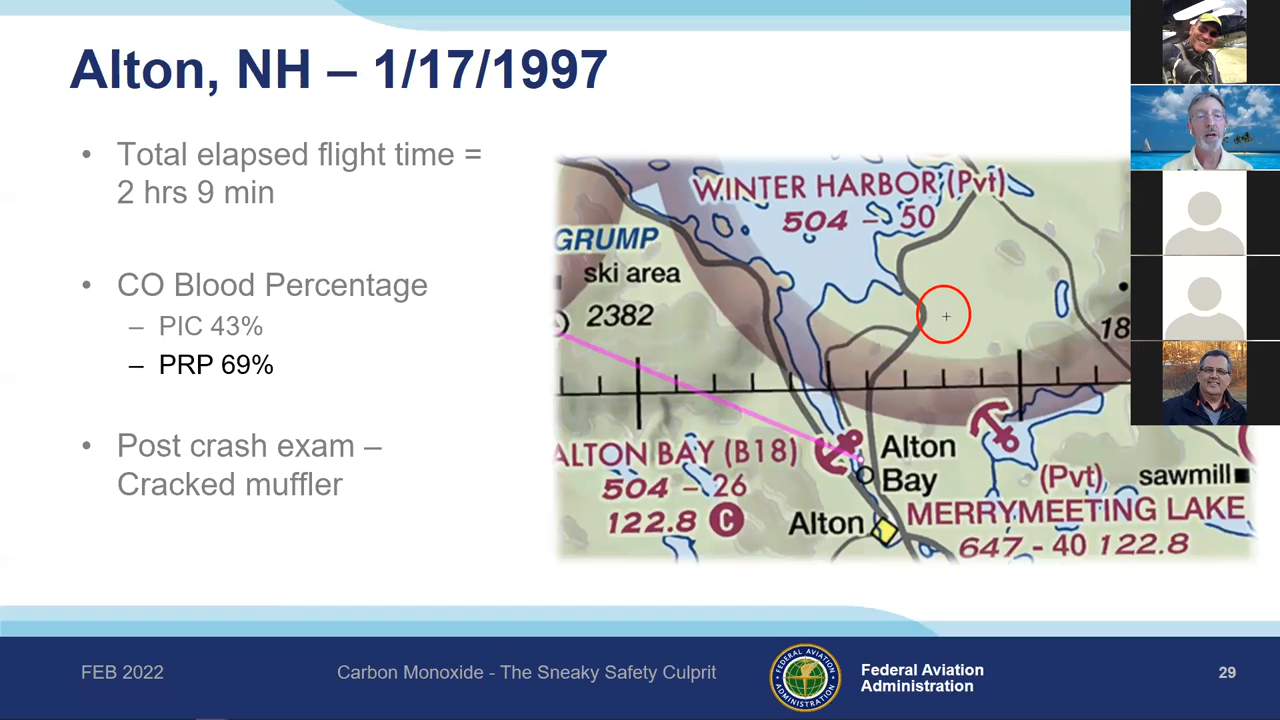 Alton, NH – 1/17/1997
• Total elapsed flight time =
2 hrs 9 min
• CO Blood Percentage
– PIC 43%
– PRP 69%
• Post crash exam –
Cracked muffler
WINTER HARBOR (Pvt)
504 – 50
GRUMP
ski area
2382
18
ALTON BAY (B18)
504 – 26
122.8 C
Alton
Bay
Alton
(Pvt)
sawmill
MERRYMEETING LAKE
647 - 40 122.8
FEB 2022
Carbon Monoxide - The Sneaky Safety Culprit
FEDERAL AVIATION
ADMINISTRATION
Federal Aviation
Administration
29